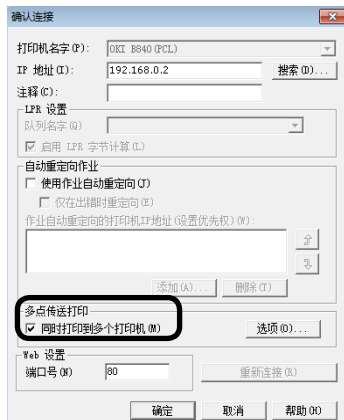 确认连接
打印机名字(P): OKI B840(PCL)
IP 地址(I): 192.168.0.2 搜索(D)...
注释(C):
LPR 设置
队列名字(Q)
启用 LPR 字节计算(L)
自动重定向作业
使用作业自动重定向(J)
仅在出错时重定向(E)
作业自动重定向的打印机IP地址(设置优先权)(W):
添加(A)... 删除(T)
多点传送打印
同时打印到多个打印机(M) 选项(O)...
Web 设置
端口号(N) 80 重新连接(R)
确定 取消 帮助(H)